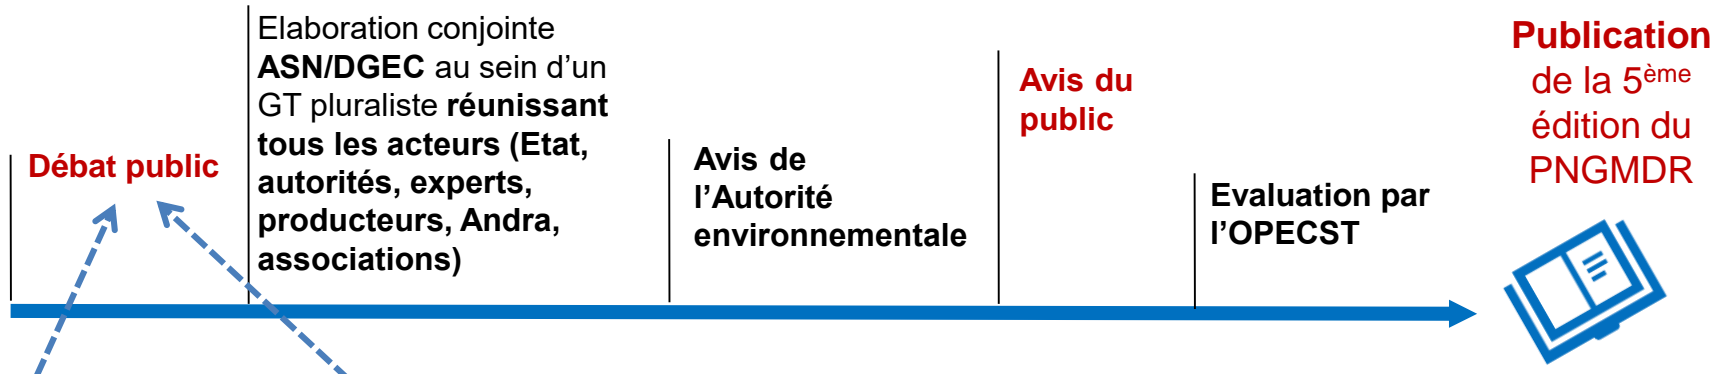 Débat public
Elaboration conjointe
ASN/DGEC au sein d’un
GT pluraliste réunissant
tous les acteurs (Etat,
autorités, experts,
producteurs, Andra,
associations)
Avis de
l’Autorité
environnementale
Avis du
public
Evaluation par
l’OPECST
Publication
de la 5ème
édition du
PNGMDR